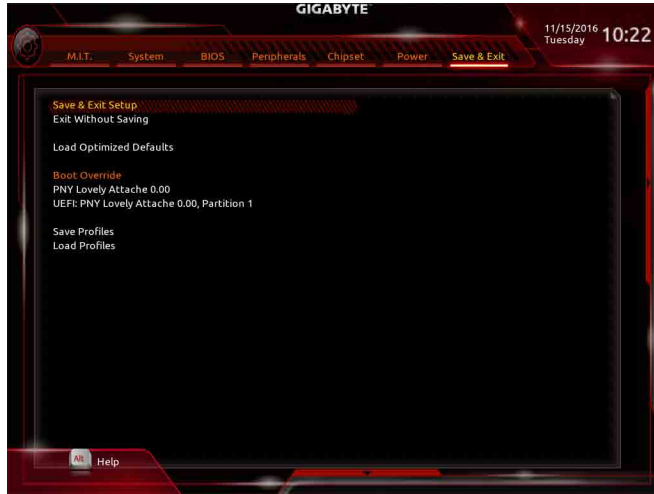 GIGABYTE
11/15/2016
Tuesday
10:22
M.I.T. System BIOS Peripherals Chipset Power Save & Exit
Save & Exit Setup
Exit Without Saving
Load Optimized Defaults
Boot Override
PNY Lovely Attache 0.00
UEFI: PNY Lovely Attache 0.00, Partition 1
Save Profiles
Load Profiles
Alt Help